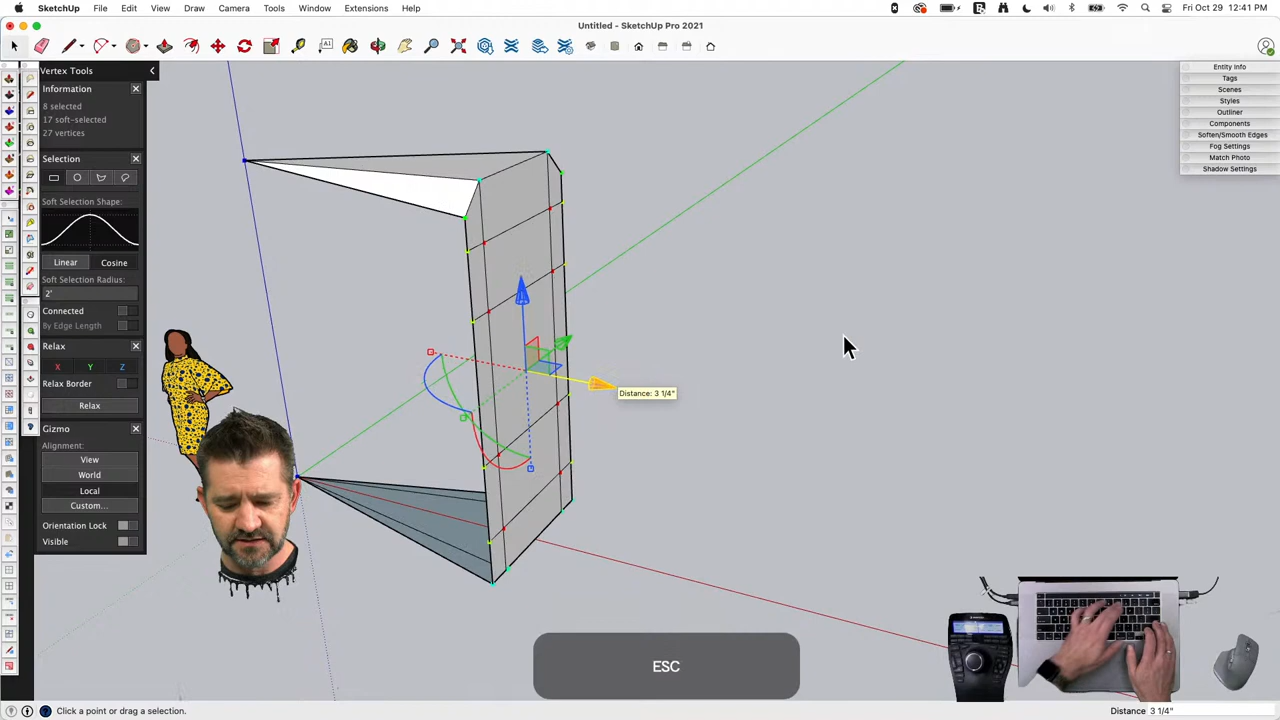 SketchUp File Edit View Draw Camera Tools Window Extensions Help
Fri Oct 29 12:41 PM
Untitled - SketchUp Pro 2021
Vertex Tools
Information
8 selected
17 soft-selected
27 vertices
Selection
Soft Selection Shape:
Linear Cosine
Soft Selection Radius:
2'
Connected
By Edge Length
Relax
X Y Z
Relax Border
Relax
Gizmo
Alignment:
View
World
Local
Custom...
Orientation Lock
Visible
Distance: 3 1/4"
Entity Info
Tags
Scenes
Styles
Outliner
Components
Soften/Smooth Edges
Fog Settings
Match Photo
Shadow Settings
ESC
Click a point or drag a selection.
Distance 3 1/4"